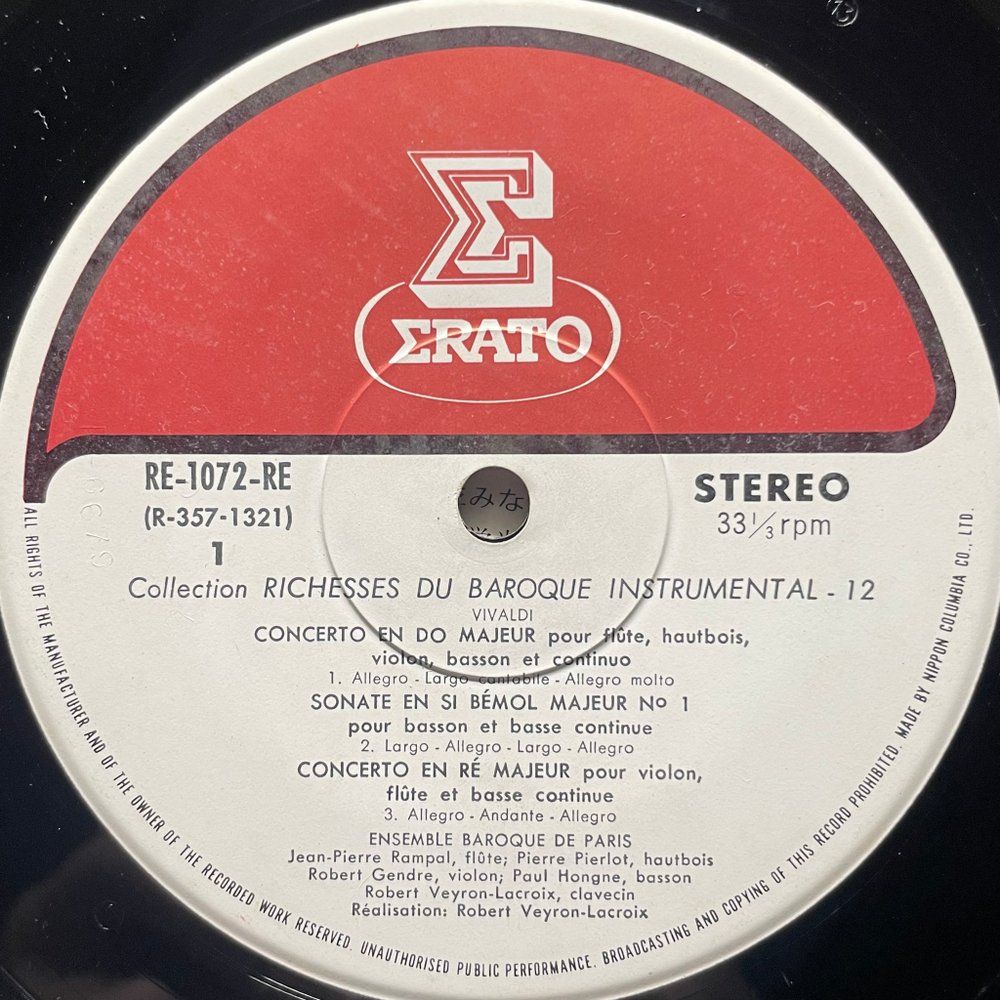 Σ
ΣRATO
RE-1072-RE
(R-357-1321)
1
STEREO
33⅓rpm
みな
Collection RICHESSES DU BAROQUE INSTRUMENTAL - 12
VIVALDI
CONCERTO EN DO MAJEUR pour flûte, hautbois,
violon, basson et continuo
1. Allegro - Largo cantabile - Allegro molto
SONATE EN SI BÉMOL MAJEUR Nº 1
pour basson et basse continue
2. Largo - Allegro - Largo - Allegro
CONCERTO EN RÉ MAJEUR pour violon,
flûte et basse continue
3. Allegro - Andante - Allegro
ENSEMBLE BAROQUE DE PARIS
Jean-Pierre Rampal, flûte; Pierre Pierlot, hautbois
Robert Gendre, violon; Paul Hongne, basson
Robert Veyron-Lacroix, clavecin
Réalisation: Robert Veyron-Lacroix
ALL RIGHTS OF THE MANUFACTURER AND OF THE OWNER OF THE RECORDED WORK RESERVED. UNAUTHORISED PUBLIC PERFORMANCE. BROADCASTING AND COPYING OF THIS RECORD PROHIBITED. MADE BY NIPPON COLUMBIA CO., LTD.